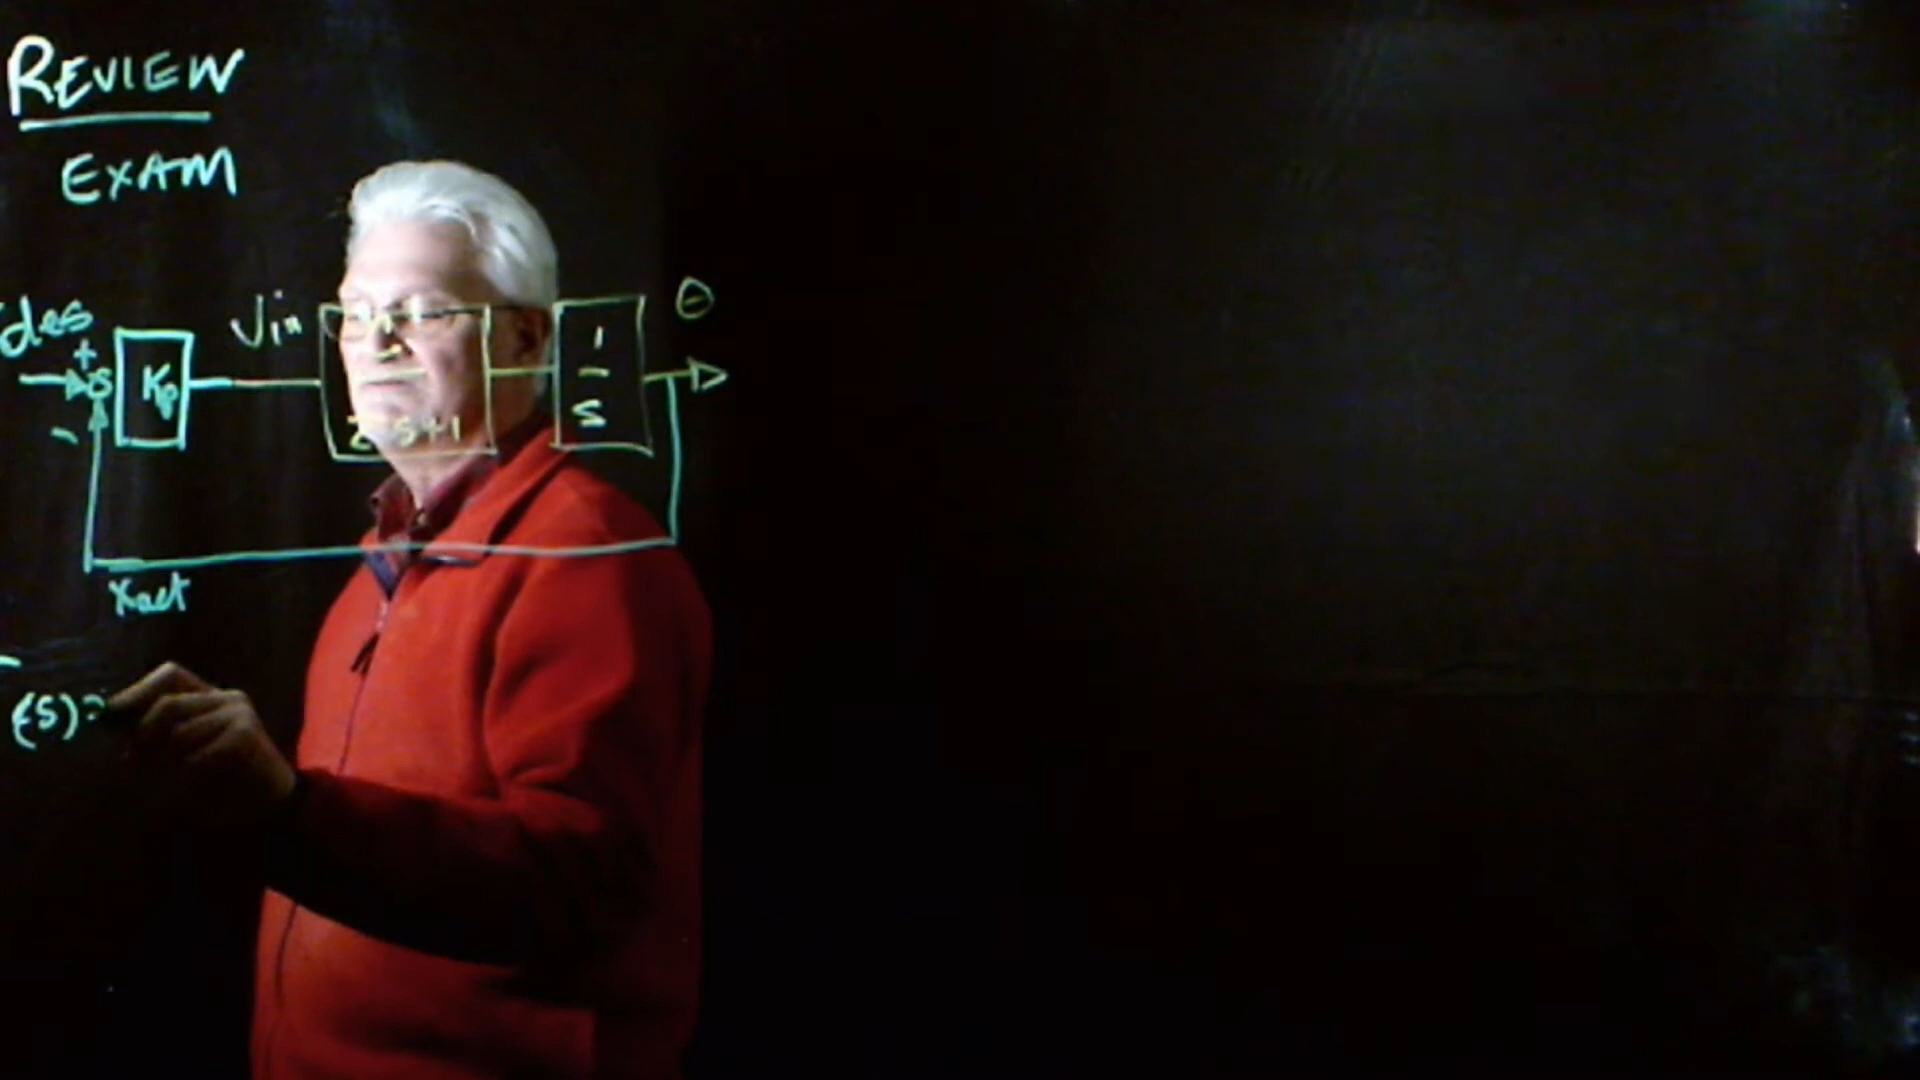 REVIEW
EXAM
θ
des
Vin
+
Kp
1
S
-
Xact
(s)=